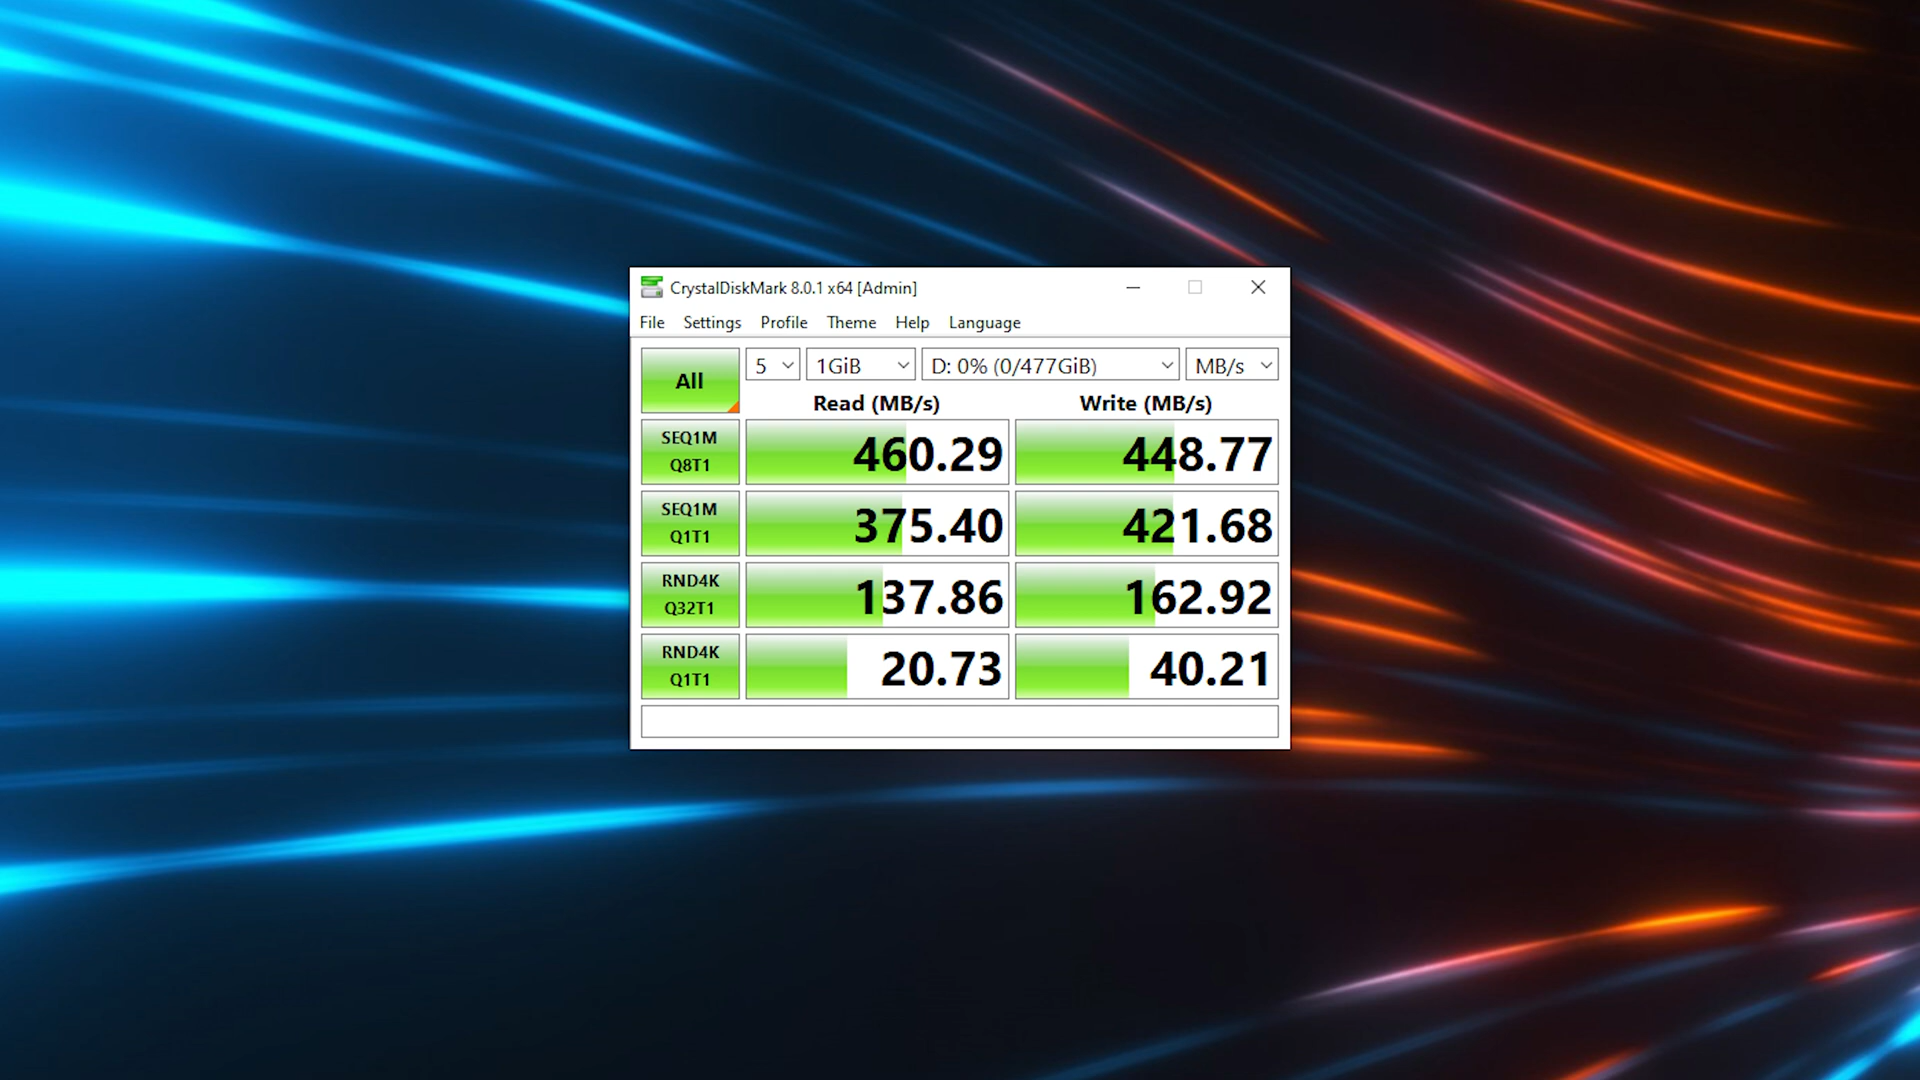 CrystalDiskMark 8.0.1 x64 [Admin]
File Settings Profile Theme Help Language
All 5 1GiB D: 0% (0/477GiB) MB/s
Read (MB/s) Write (MB/s)
SEQ1M
Q8T1 460.29 448.77
SEQ1M
Q1T1 375.40 421.68
RND4K
Q32T1 137.86 162.92
RND4K
Q1T1 20.73 40.21